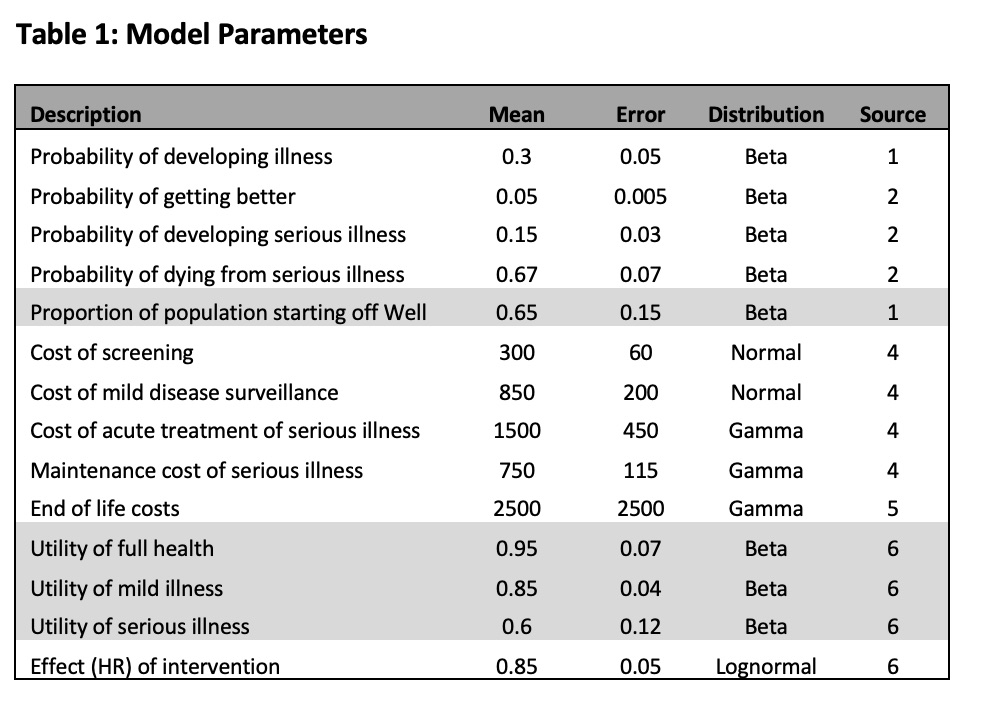 Table 1: Model Parameters
Description Mean Error Distribution Source
Probability of developing illness 0.3 0.05 Beta 1
Probability of getting better 0.05 0.005 Beta 2
Probability of developing serious illness 0.15 0.03 Beta 2
Probability of dying from serious illness 0.67 0.07 Beta 2
Proportion of population starting off Well 0.65 0.15 Beta 1
Cost of screening 300 60 Normal 4
Cost of mild disease surveillance 850 200 Normal 4
Cost of acute treatment of serious illness 1500 450 Gamma 4
Maintenance cost of serious illness 750 115 Gamma 4
End of life costs 2500 2500 Gamma 5
Utility of full health 0.95 0.07 Beta 6
Utility of mild illness 0.85 0.04 Beta 6
Utility of serious illness 0.6 0.12 Beta 6
Effect (HR) of intervention 0.85 0.05 Lognormal 6